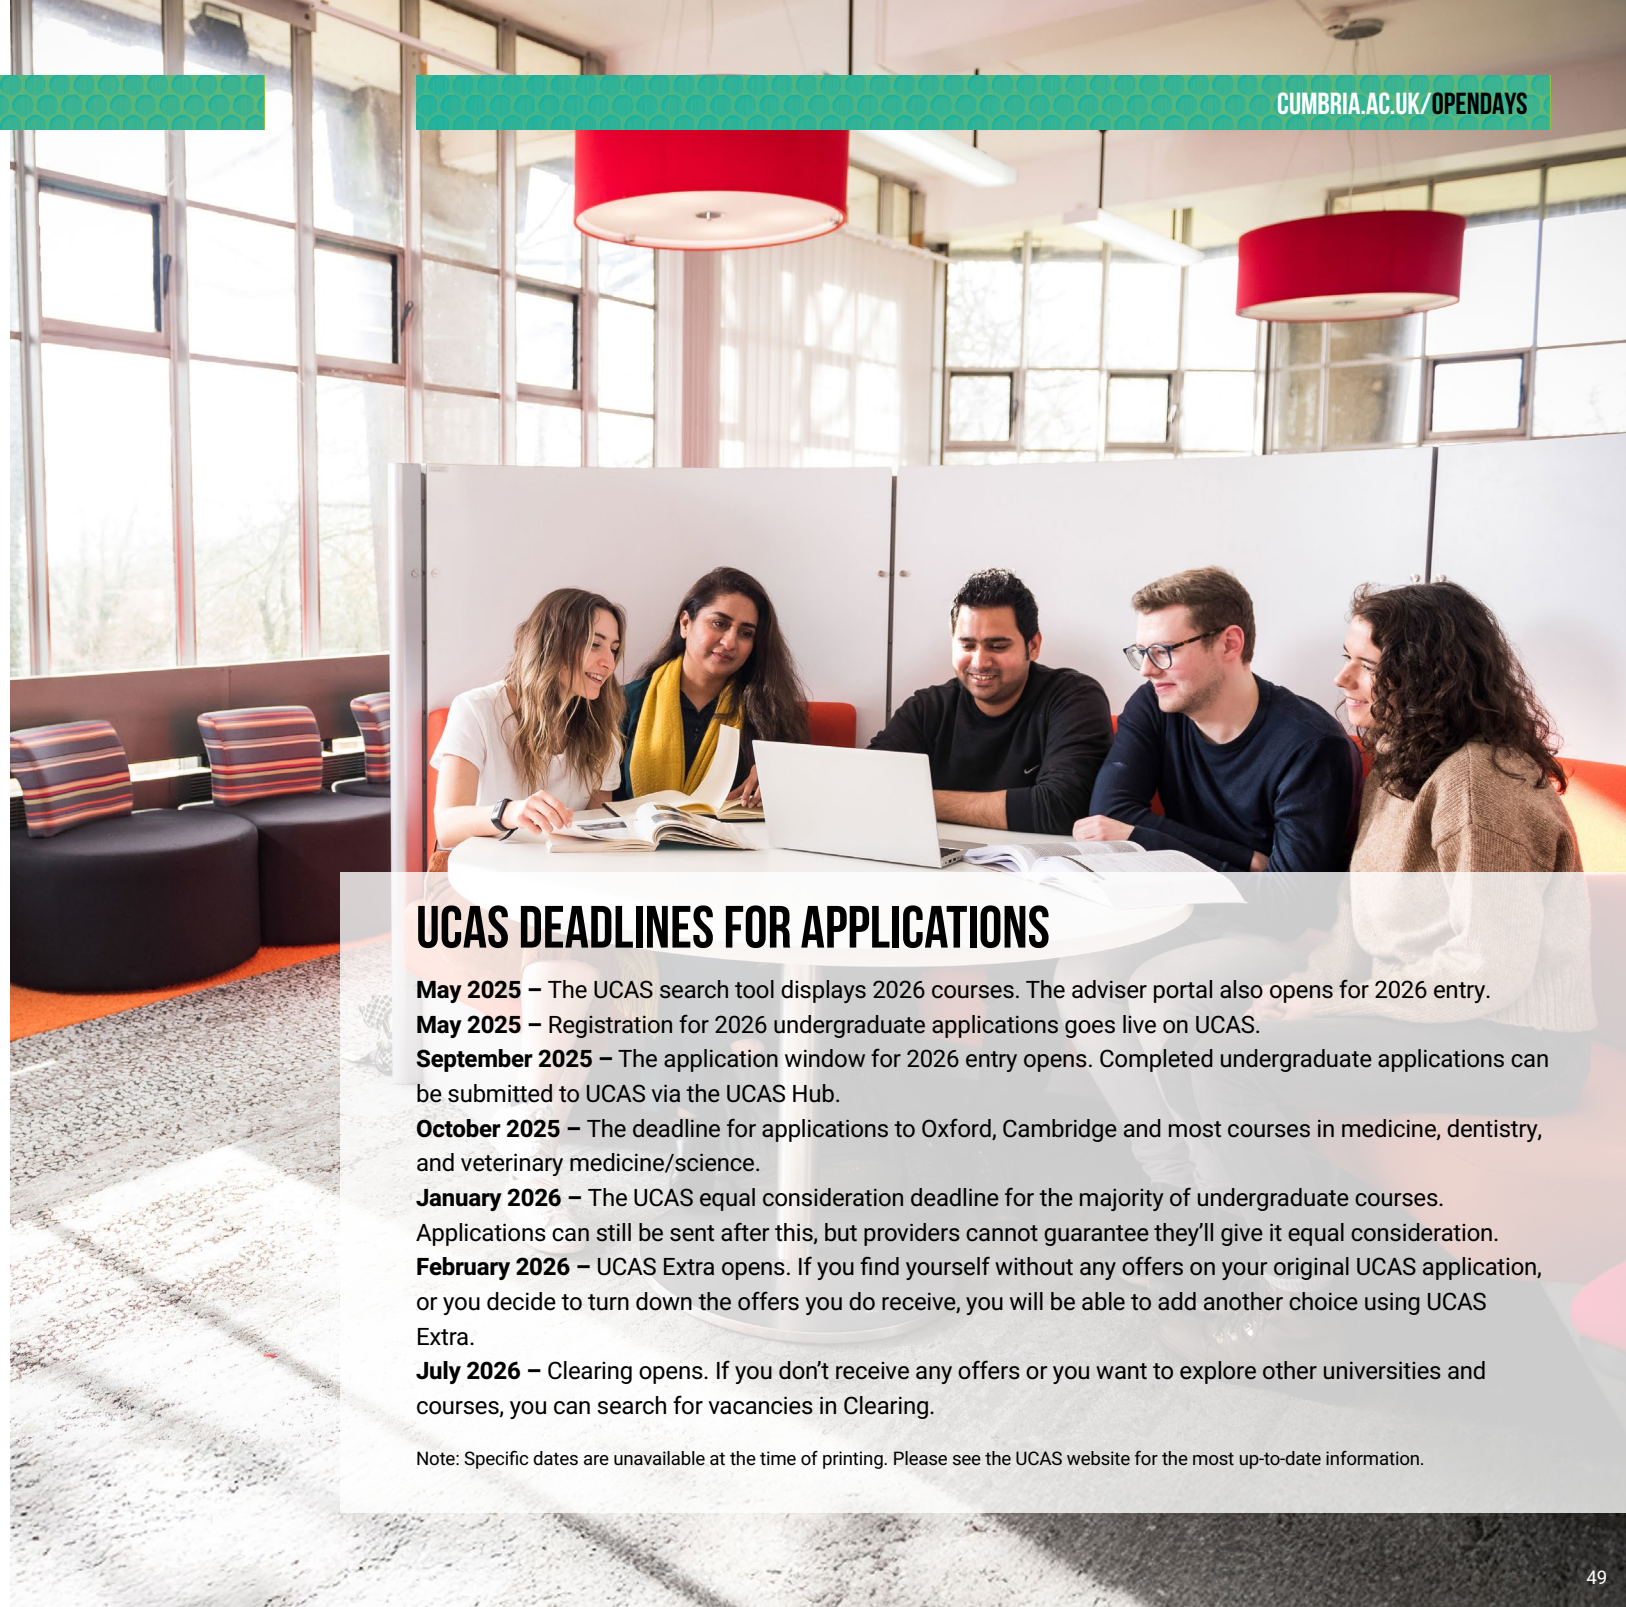 CUMBRIA.AC.UK/OPENDAYS
UCAS DEADLINES FOR APPLICATIONS
May 2025 – The UCAS search tool displays 2026 courses. The adviser portal also opens for 2026 entry.
May 2025 – Registration for 2026 undergraduate applications goes live on UCAS.
September 2025 – The application window for 2026 entry opens. Completed undergraduate applications can
be submitted to UCAS via the UCAS Hub.
October 2025 – The deadline for applications to Oxford, Cambridge and most courses in medicine, dentistry,
and veterinary medicine/science.
January 2026 – The UCAS equal consideration deadline for the majority of undergraduate courses.
Applications can still be sent after this, but providers cannot guarantee they’ll give it equal consideration.
February 2026 – UCAS Extra opens. If you find yourself without any offers on your original UCAS application,
or you decide to turn down the offers you do receive, you will be able to add another choice using UCAS
Extra.
July 2026 – Clearing opens. If you don’t receive any offers or you want to explore other universities and
courses, you can search for vacancies in Clearing.
Note: Specific dates are unavailable at the time of printing. Please see the UCAS website for the most up-to-date information.
49